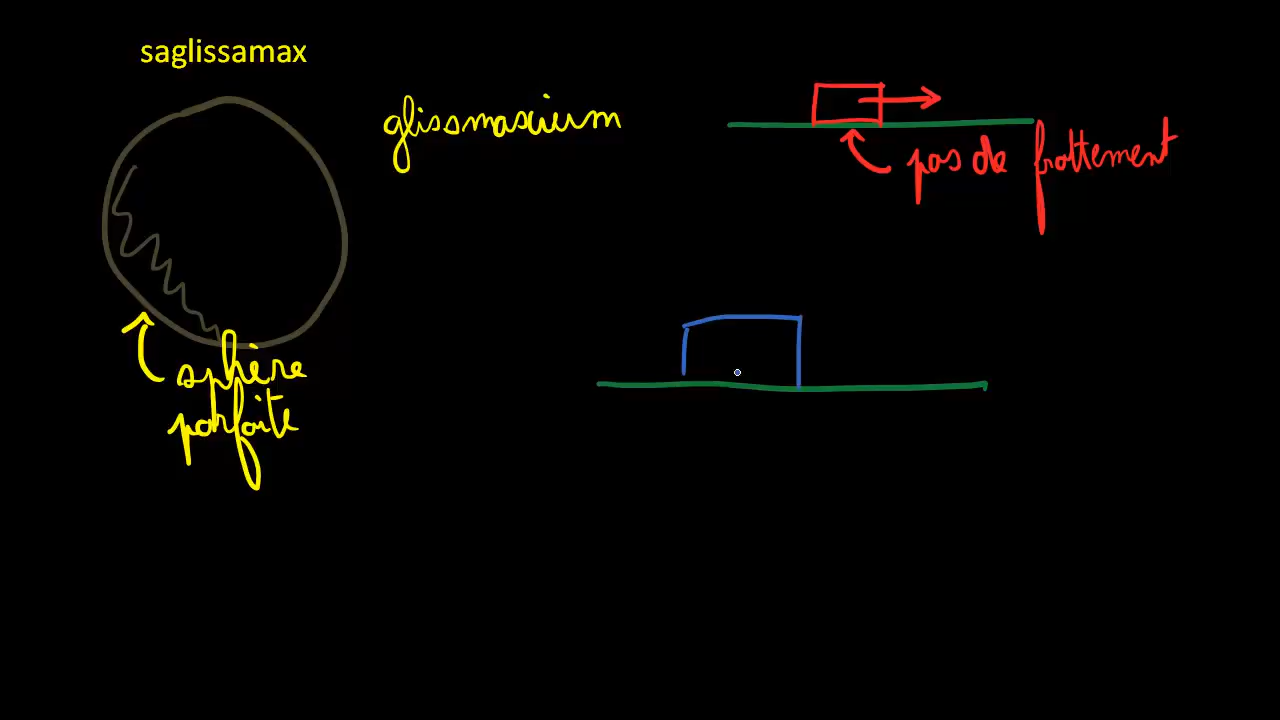 saglissamax
glissmaxium
pas de frottement
sphère
parfaite